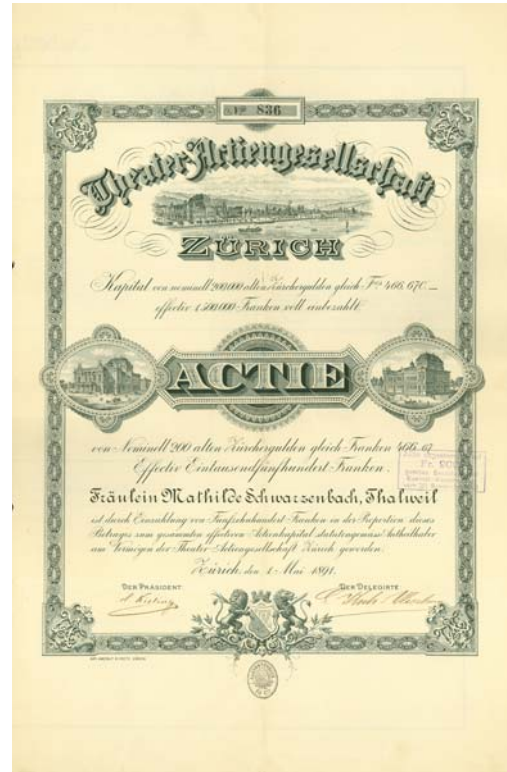 Nº 836
Theater-Actiengesellschaft
ZÜRICH
Kapital von nominell 200000 alten Zürchergulden gleich Frs 466,670.—
effectiv 1.500.000 Franken voll einbezahlt
ACTIE
von Nominell 200 alten Zürchergulden gleich Franken 466.67
Effectiv Eintausendfünfhundert Franken.
Fräulein Mathilde Schwarzenbach, Thalweil
ist durch Einzahlung von Fünfzehnhundert Franken in der Proportion dieses
Betrages zum gesammten effectiven Actienkapital statutengemäss Antheilhaber
am Vermögen der Theater-Actiengesellschaft Zürich geworden.
Zürich, den 1. Mai 1891.
DER PRÄSIDENT
DER DELEGIRTE